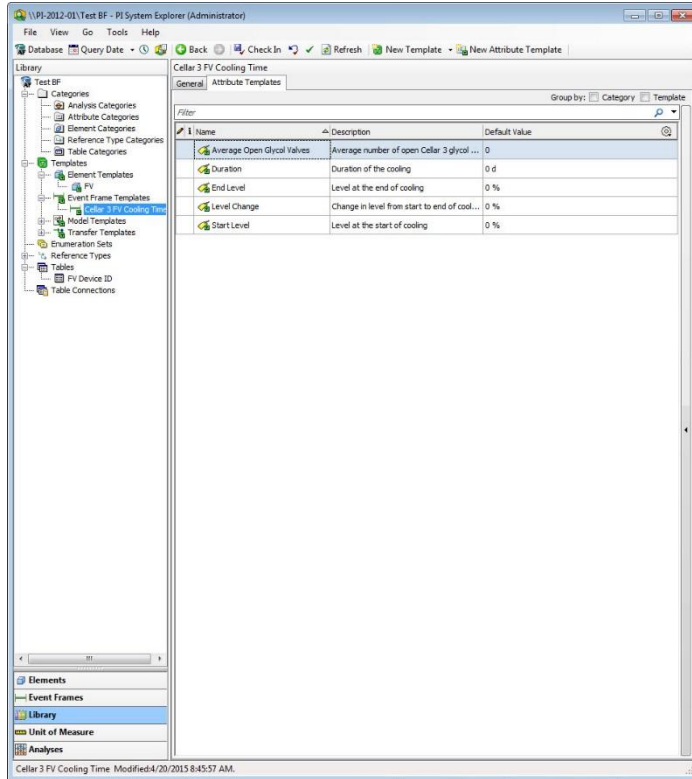 \\PI-2012-01\Test BF - PI System Explorer (Administrator)
File View Go Tools Help
Database Query Date Back Check In Refresh New Template New Attribute Template
Library
Test BF
Categories
Analysis Categories
Attribute Categories
Element Categories
Reference Type Categories
Table Categories
Templates
Element Templates
FV
Event Frame Templates
Cellar 3 FV Cooling Time
Model Templates
Transfer Templates
Enumeration Sets
Reference Types
Tables
FV Device ID
Table Connections
Cellar 3 FV Cooling Time
General Attribute Templates
Group by: Category Template
Filter
Name Description Default Value
Average Open Glycol Valves Average number of open Cellar 3 glycol ... 0
Duration Duration of the cooling 0 d
End Level Level at the end of cooling 0 %
Level Change Change in level from start to end of cool... 0 %
Start Level Level at the start of cooling 0 %
Elements
Event Frames
Library
Unit of Measure
Analyses
Cellar 3 FV Cooling Time Modified:4/20/2015 8:45:57 AM.